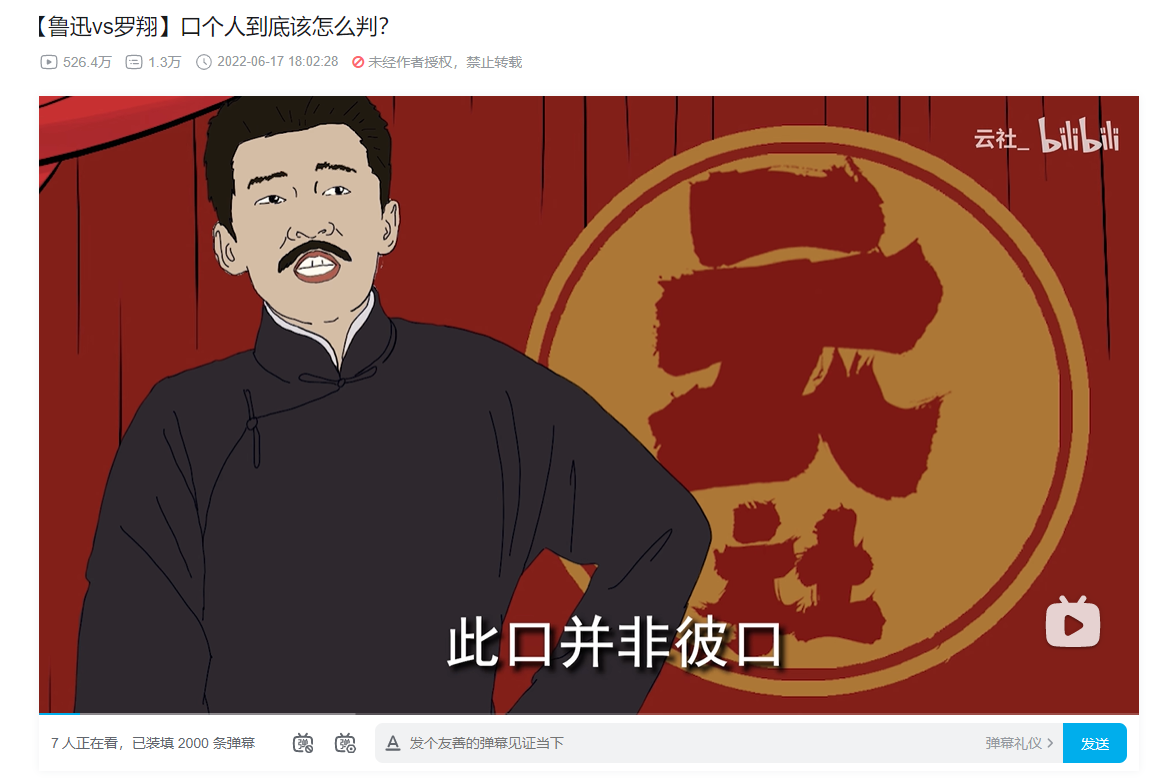 【鲁迅vs罗翔】口个人到底该怎么判?
526.4万 1.3万 2022-06-17 18:02:28 未经作者授权，禁止转载
云社_ bilibili
云社
此口并非彼口
7 人正在看，已装填 2000 条弹幕 发个友善的弹幕见证当下 弹幕礼仪 发送